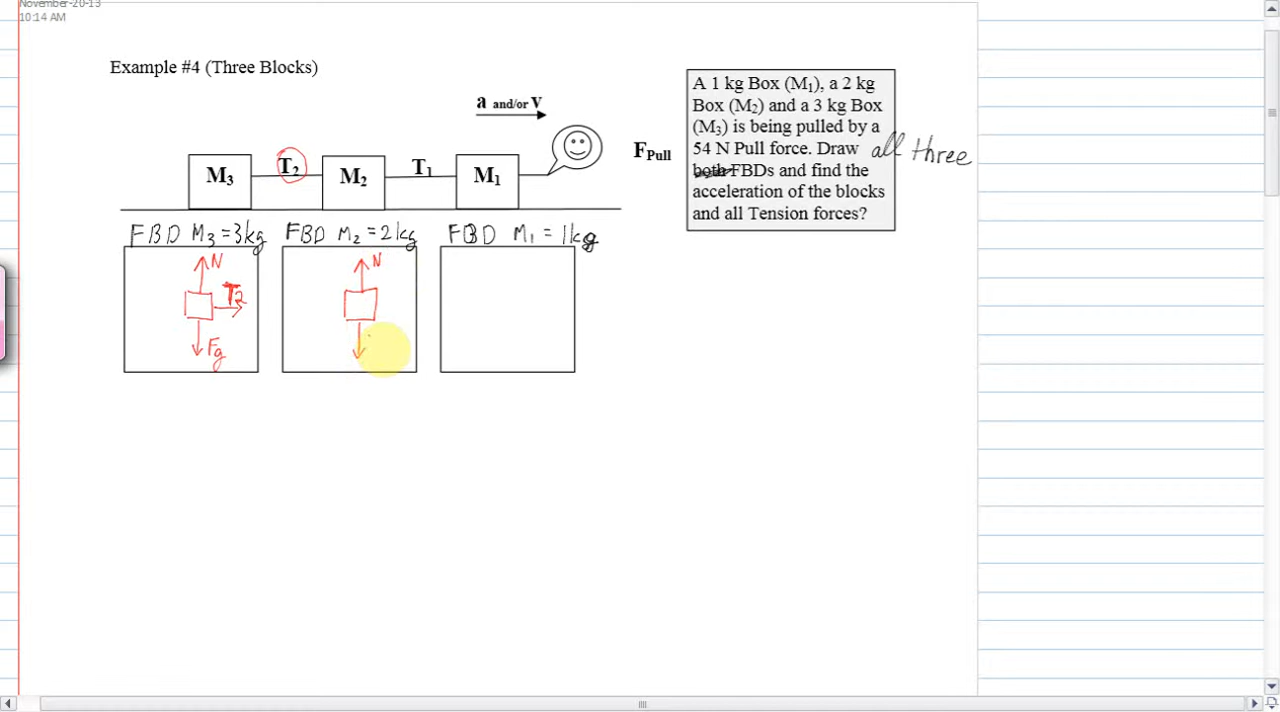 November-20-13
10:14 AM
Example #4 (Three Blocks)
a and/or V
M3 T2 M2 T1 M1 FPull
A 1 kg Box (M1), a 2 kg
Box (M2) and a 3 kg Box
(M3) is being pulled by a
54 N Pull force. Draw all three
both FBDs and find the
acceleration of the blocks
and all Tension forces?
FBD M3 = 3kg FBD M2 = 2kg FBD M1 = 1kg
N N
T2
Fg